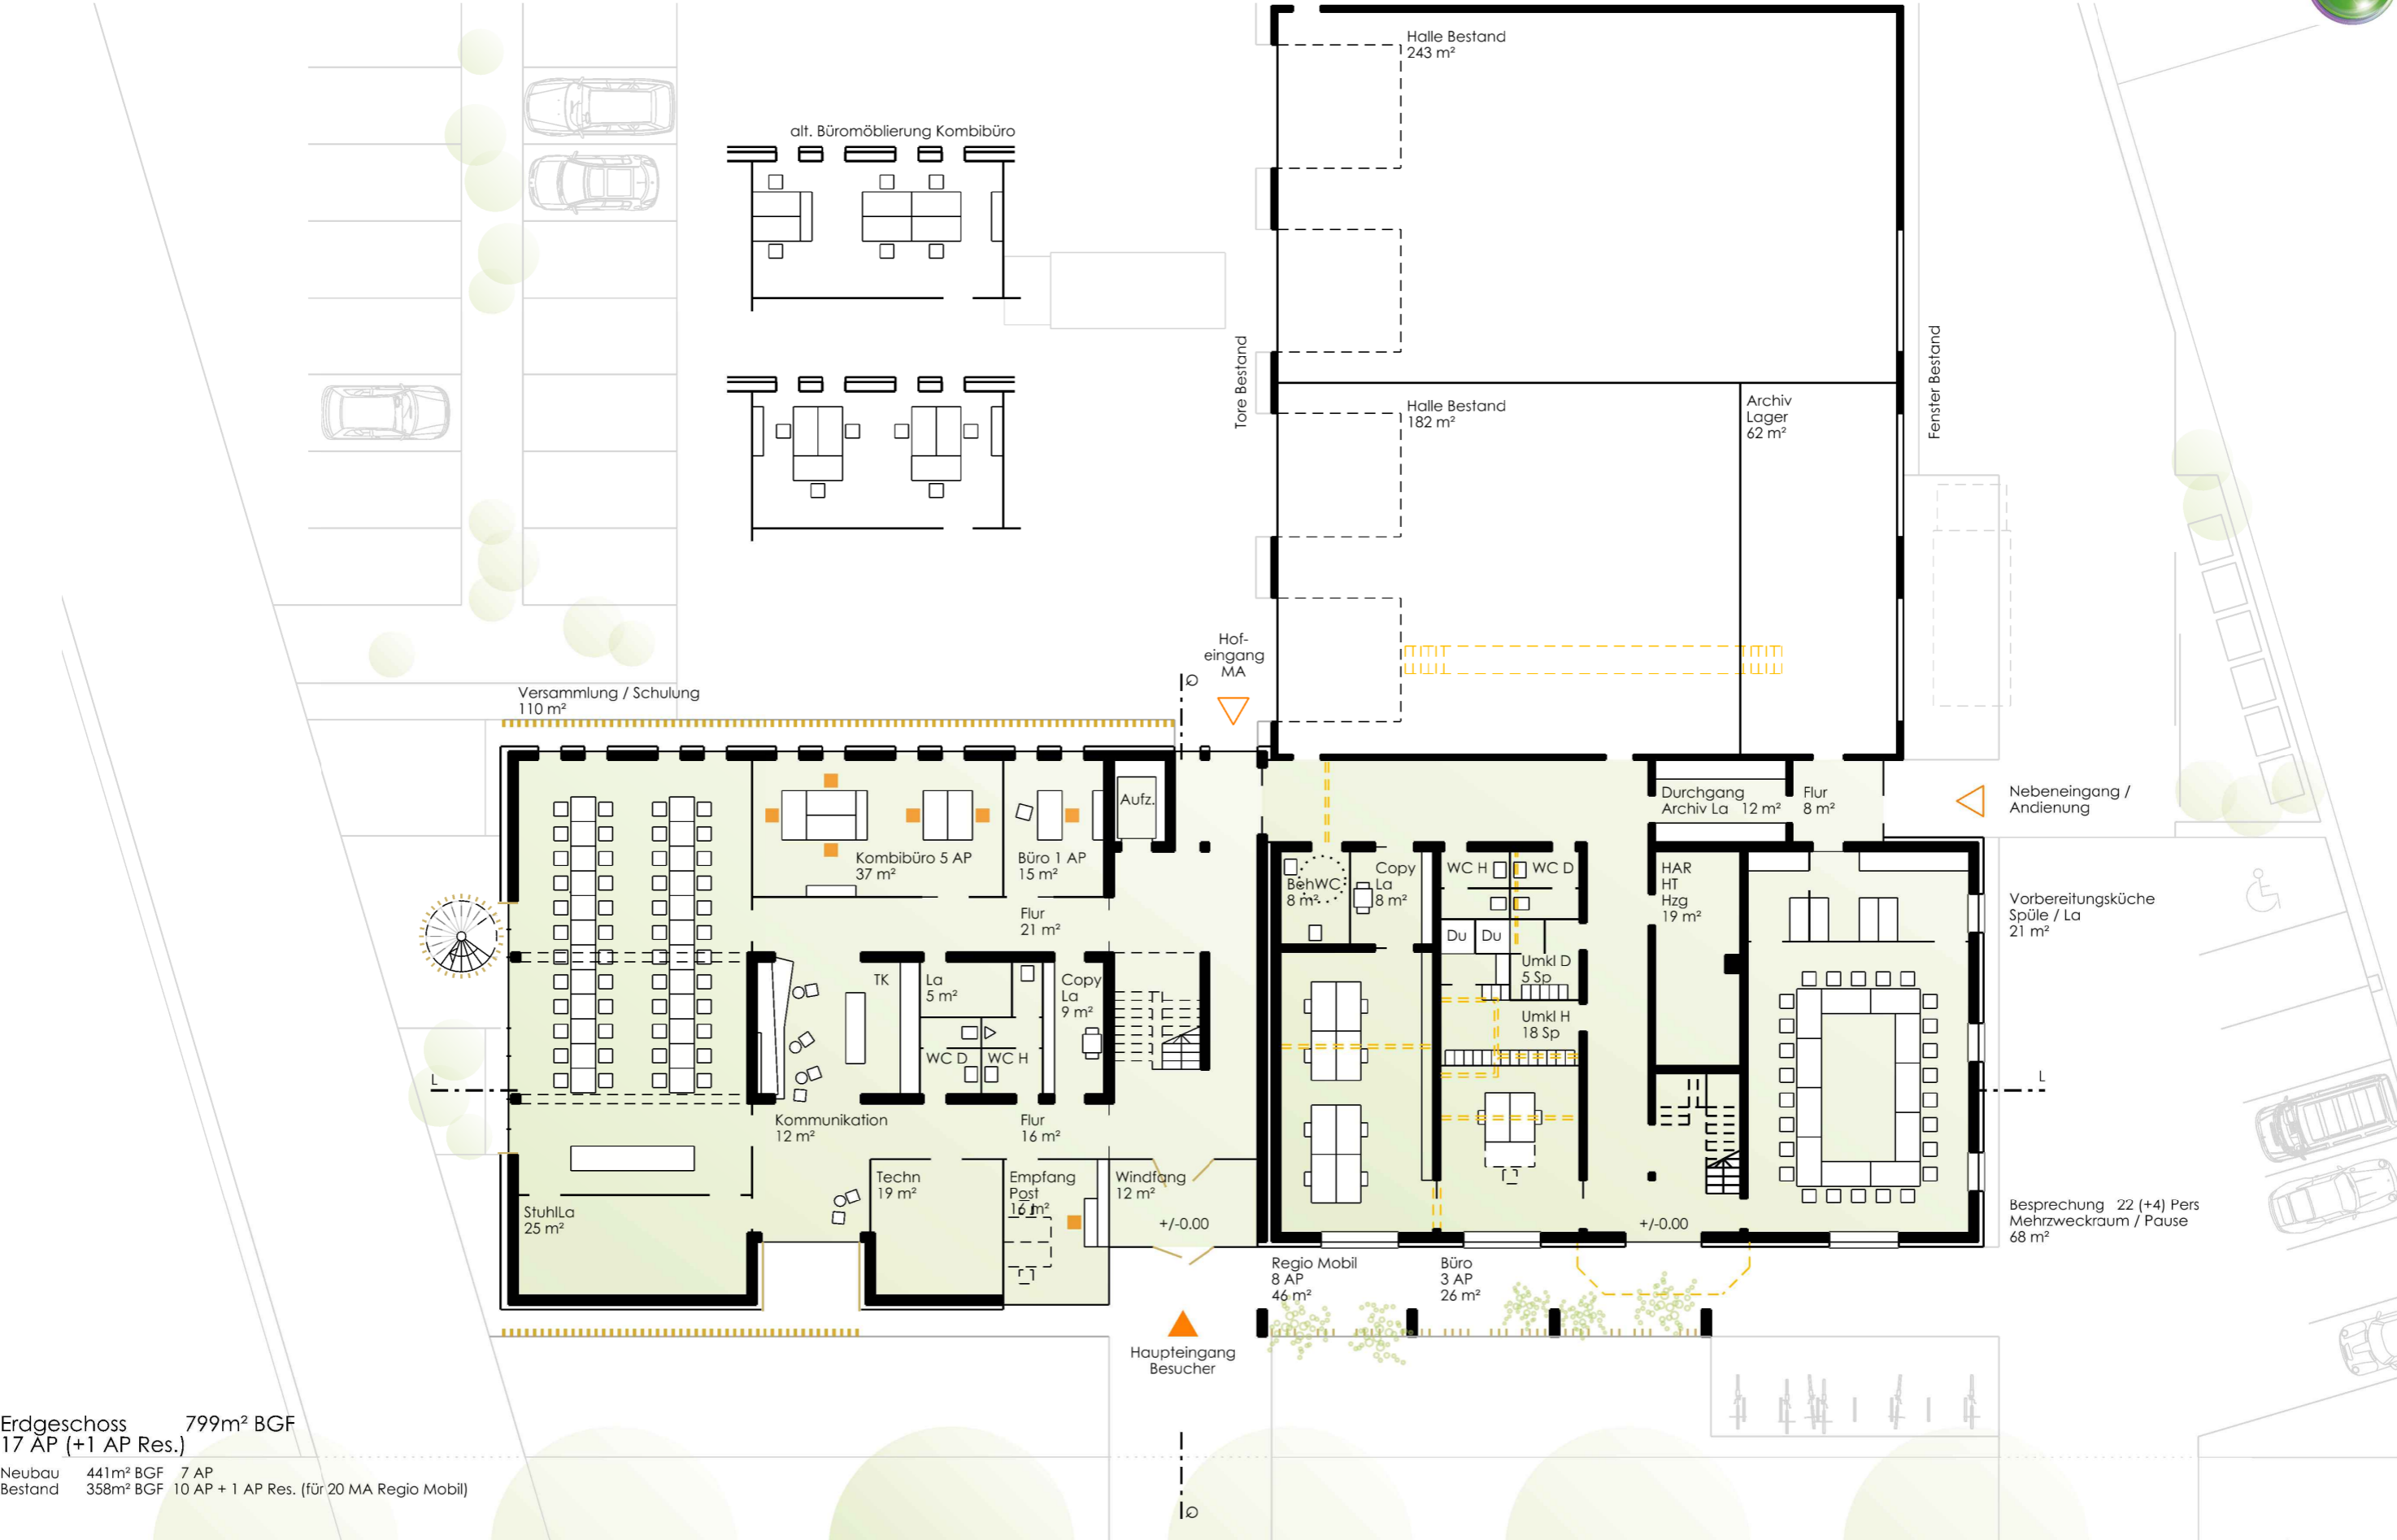 Halle Bestand
243 m²
alt. Büromöblierung Kombibüro
Tore Bestand
Fenster Bestand
Halle Bestand
182 m²
Archiv
Lager
62 m²
Hof-
eingang
MA
Versammlung / Schulung
110 m²
Aufz.
Kombibüro 5 AP
37 m²
Büro 1 AP
15 m²
Flur
21 m²
Durchgang
Archiv La 12 m²
Flur
8 m²
Nebeneingang /
Andienung
BehWC
8 m²
Copy
La
8 m²
WC H
WC D
HAR
HT
Hzg
19 m²
Vorbereitungsküche
Spüle / La
21 m²
Du
Du
Umkl D
5 Sp
Umkl H
18 Sp
TK
La
5 m²
Copy
La
9 m²
WC D
WC H
L
L
Kommunikation
12 m²
Flur
16 m²
Techn
19 m²
Empfang
Post
16 m²
Windfang
12 m²
+/-0.00
+/-0.00
StuhlLa
25 m²
Besprechung 22 (+4) Pers
Mehrzweckraum / Pause
68 m²
Regio Mobil
8 AP
46 m²
Büro
3 AP
26 m²
Haupteingang
Besucher
Erdgeschoss 799m² BGF
17 AP (+1 AP Res.)
Neubau 441m² BGF 7 AP
Bestand 358m² BGF 10 AP + 1 AP Res. (für 20 MA Regio Mobil)